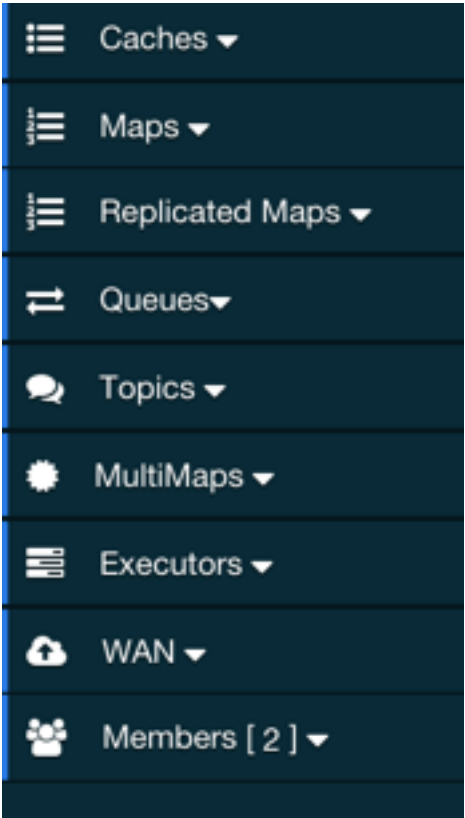 Caches
Maps
Replicated Maps
Queues
Topics
MultiMaps
Executors
WAN
Members [ 2 ]